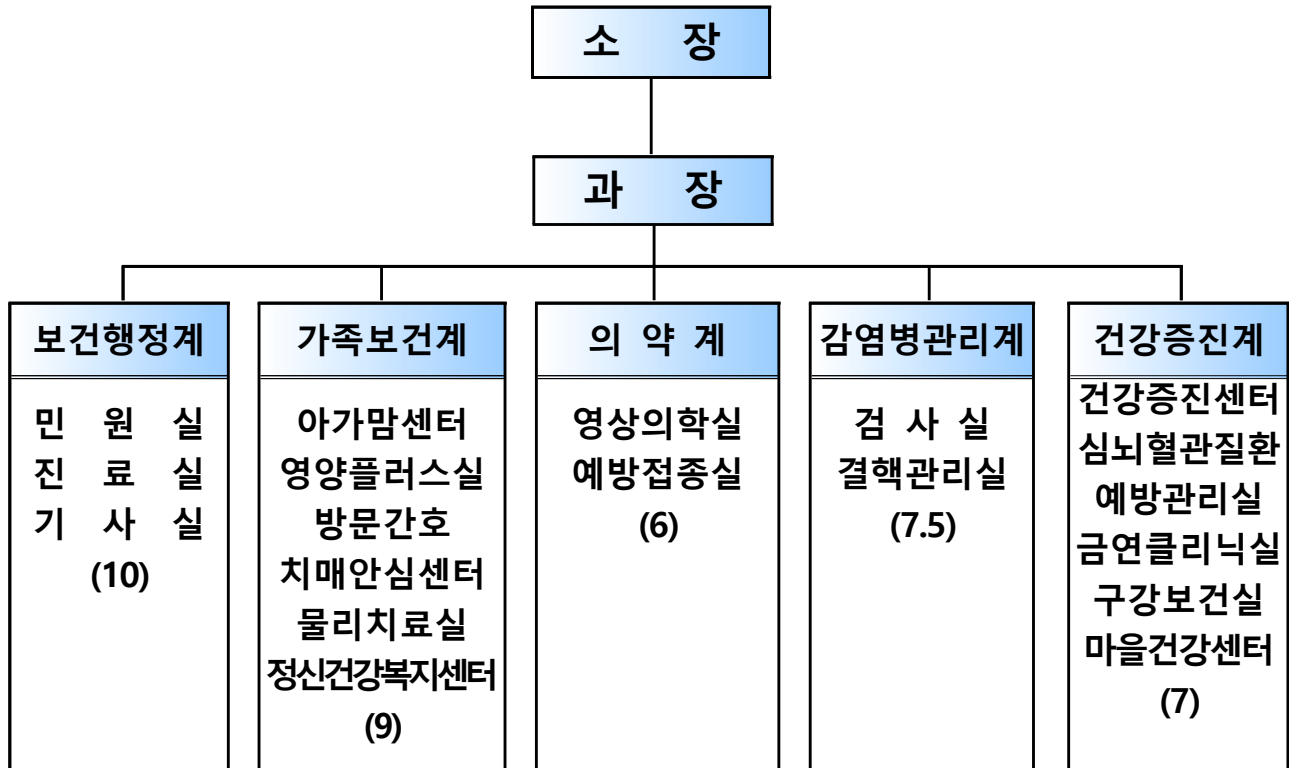 소 장
과 장
보건행정계
민 원 실
진 료 실
기 사 실
(10)
가족보건계
아가맘센터
영양플러스실
방문간호
치매안심센터
물리치료실
정신건강복지센터
(9)
의 약 계
영상의학실
예방접종실
(6)
감염병관리계
검 사 실
결핵관리실
(7.5)
건강증진계
건강증진센터
심뇌혈관질환
예방관리실
금연클리닉실
구강보건실
마을건강센터
(7)